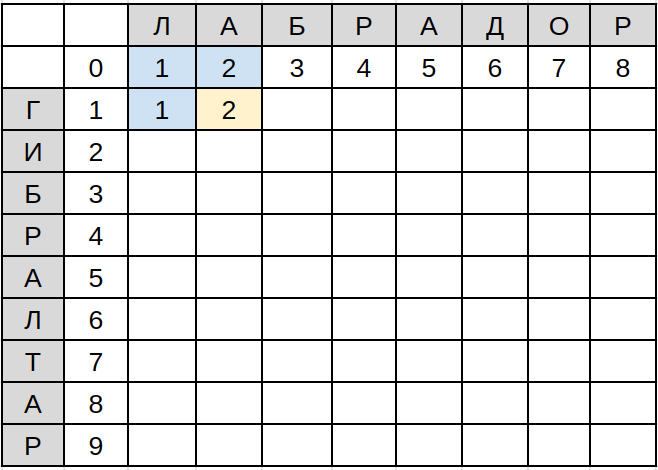 Л А Б Р А Д О Р
0 1 2 3 4 5 6 7 8
Г 1 1 2
И 2
Б 3
Р 4
А 5
Л 6
Т 7
А 8
Р 9